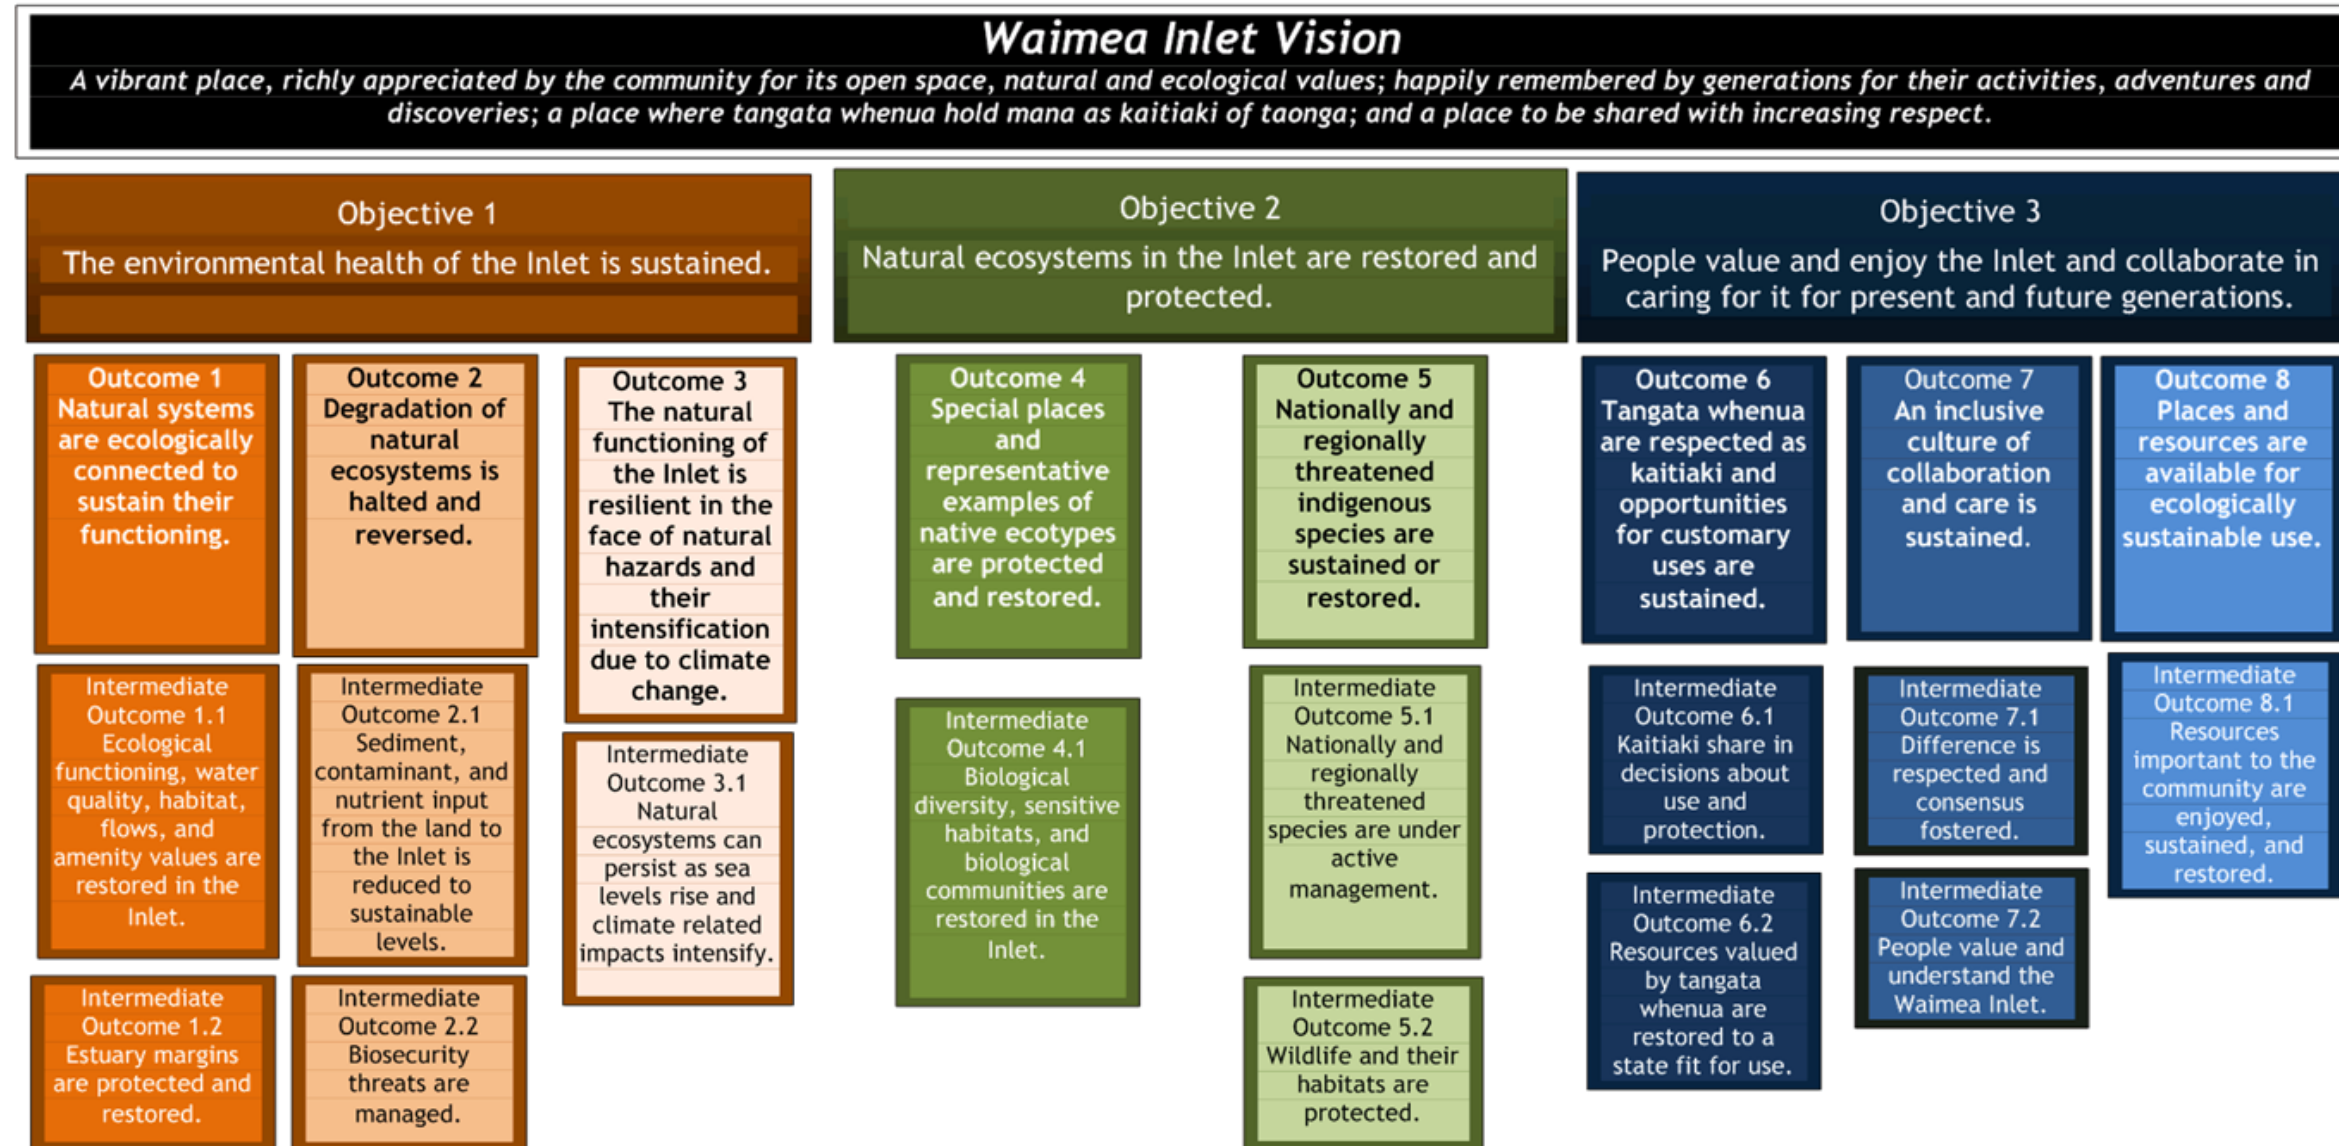 Waimea Inlet Vision
A vibrant place, richly appreciated by the community for its open space, natural and ecological values; happily remembered by generations for their activities, adventures and
discoveries; a place where tangata whenua hold mana as kaitiaki of taonga; and a place to be shared with increasing respect.
Objective 1
The environmental health of the Inlet is sustained.
Objective 2
Natural ecosystems in the Inlet are restored and
protected.
Objective 3
People value and enjoy the Inlet and collaborate in
caring for it for present and future generations.
Outcome 1
Natural systems
are ecologically
connected to
sustain their
functioning.
Outcome 2
Degradation of
natural
ecosystems is
halted and
reversed.
Outcome 3
The natural
functioning of
the Inlet is
resilient in the
face of natural
hazards and
their
intensification
due to climate
change.
Outcome 4
Special places
and
representative
examples of
native ecotypes
are protected
and restored.
Outcome 5
Nationally and
regionally
threatened
indigenous
species are
sustained or
restored.
Outcome 6
Tangata whenua
are respected as
kaitiaki and
opportunities
for customary
uses are
sustained.
Outcome 7
An inclusive
culture of
collaboration
and care is
sustained.
Outcome 8
Places and
resources are
available for
ecologically
sustainable use.
Intermediate
Outcome 1.1
Ecological
functioning, water
quality, habitat,
flows, and
amenity values are
restored in the
Inlet.
Intermediate
Outcome 2.1
Sediment,
contaminant, and
nutrient input
from the land to
the Inlet is
reduced to
sustainable
levels.
Intermediate
Outcome 3.1
Natural
ecosystems can
persist as sea
levels rise and
climate related
impacts intensify.
Intermediate
Outcome 4.1
Biological
diversity, sensitive
habitats, and
biological
communities are
restored in the
Inlet.
Intermediate
Outcome 5.1
Nationally and
regionally
threatened
species are under
active
management.
Intermediate
Outcome 6.1
Kaitiaki share in
decisions about
use and
protection.
Intermediate
Outcome 7.1
Difference is
respected and
consensus
fostered.
Intermediate
Outcome 8.1
Resources
important to the
community are
enjoyed,
sustained, and
restored.
Intermediate
Outcome 1.2
Estuary margins
are protected and
restored.
Intermediate
Outcome 2.2
Biosecurity
threats are
managed.
Intermediate
Outcome 5.2
Wildlife and their
habitats are
protected.
Intermediate
Outcome 6.2
Resources valued
by tangata
whenua are
restored to a
state fit for use.
Intermediate
Outcome 7.2
People value and
understand the
Waimea Inlet.